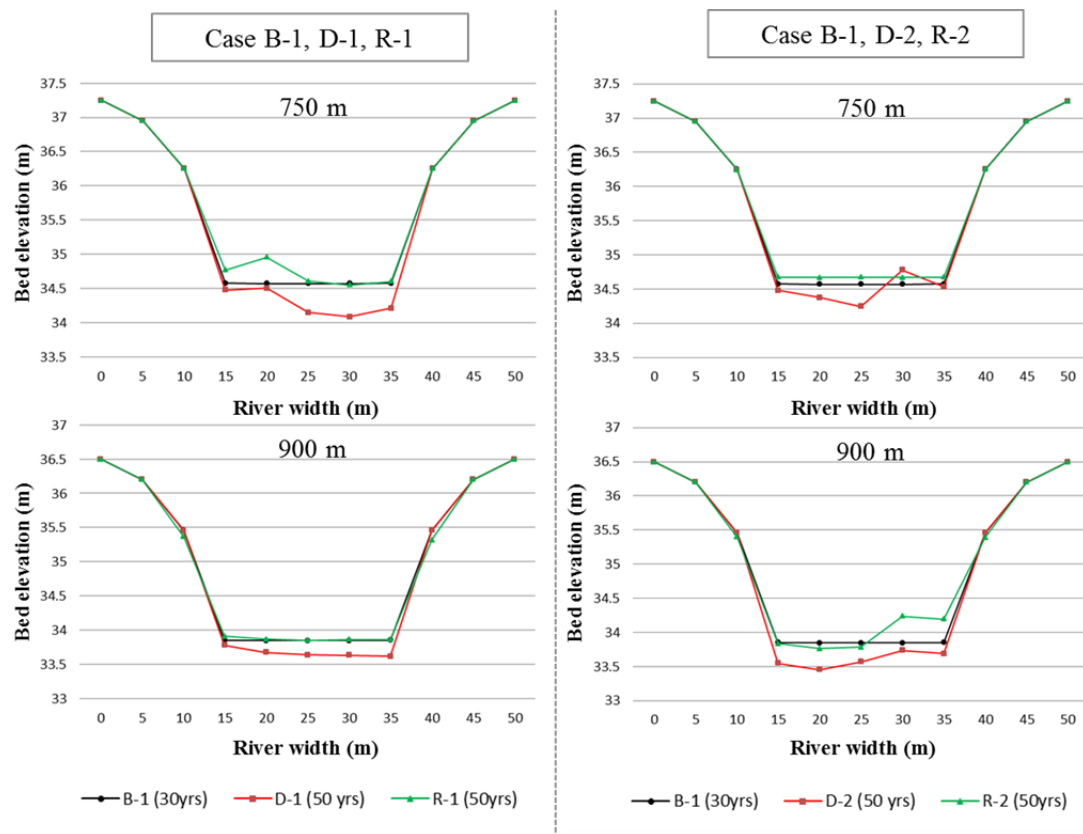 Case B-1, D-1, R-1
750 m
Bed elevation (m)
37.5
37
36.5
36
35.5
35
34.5
34
33.5
0 5 10 15 20 25 30 35 40 45 50
River width (m)
900 m
Bed elevation (m)
37
36.5
36
35.5
35
34.5
34
33.5
33
0 5 10 15 20 25 30 35 40 45 50
River width (m)
B-1 (30yrs) D-1 (50 yrs) R-1 (50yrs)
Case B-1, D-2, R-2
750 m
Bed elevation (m)
37.5
37
36.5
36
35.5
35
34.5
34
33.5
0 5 10 15 20 25 30 35 40 45 50
River width (m)
900 m
Bed elevation (m)
37
36.5
36
35.5
35
34.5
34
33.5
33
0 5 10 15 20 25 30 35 40 45 50
River width (m)
B-1 (30yrs) D-2 (50 yrs) R-2 (50yrs)